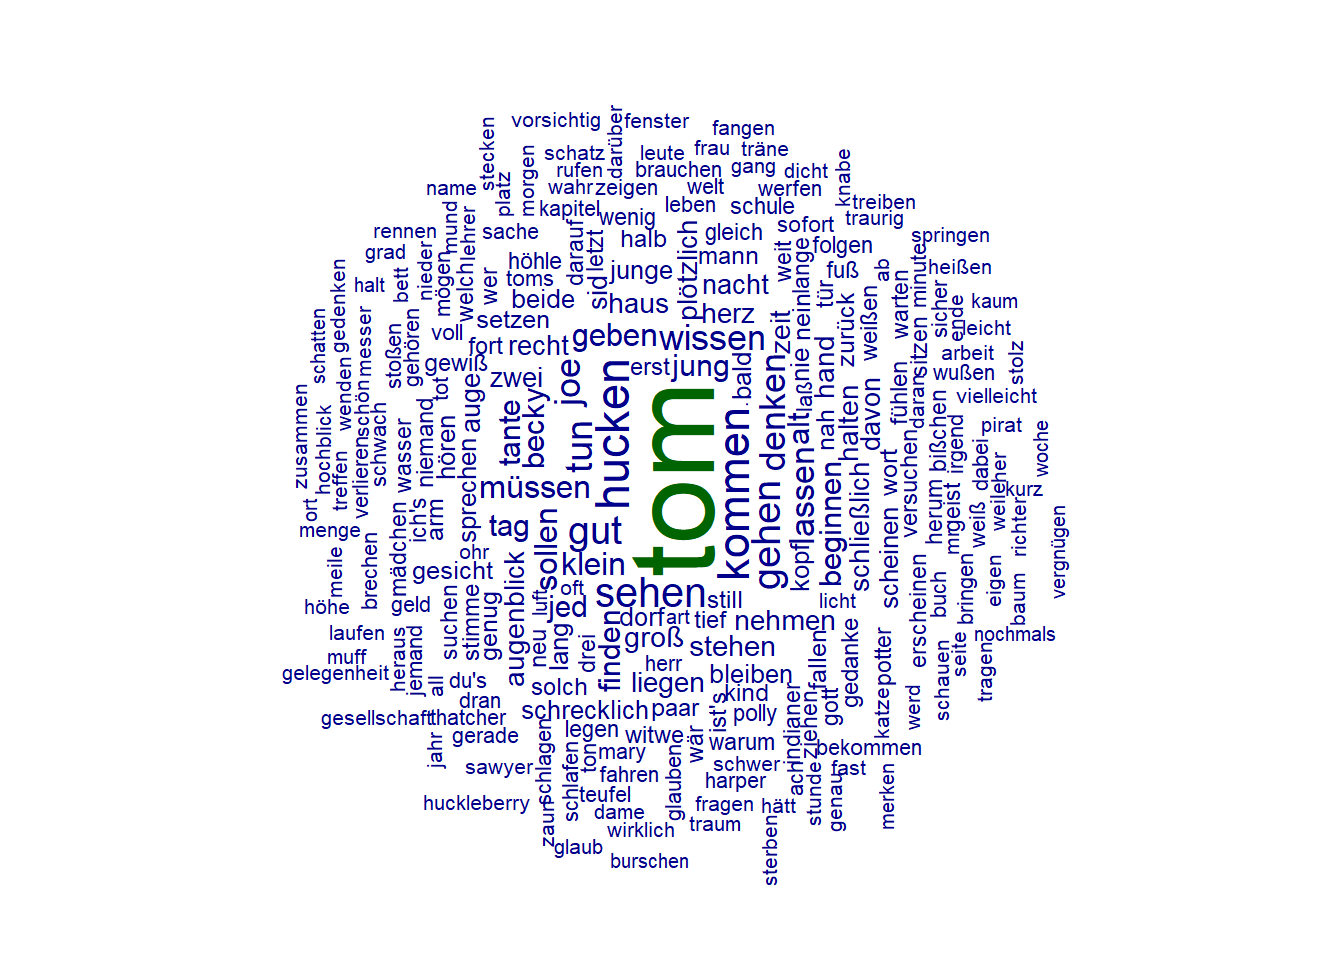 tom
hucken
kommen
sehen
gehen
denken
wissen
geben
gut
tun
joe
müssen
sollen
klein
tag
tante
becky
jung
erst
bald
alt
lassen
kopf
beginnen
nehmen
stehen
finden
groß
liegen
jed
still
dorf
art
tief
bleiben
kind
schrecklich
paar
herr
lang
drei
neu
luft
oft
augenblick
solch
zwei
recht
fort
setzen
beide
haus
sid
junge
plötzlich
nacht
herz
mann
zeit
nie
laß
hand
nah
halten
schließlich
davon
zurück
tür
nein
lange
weit
fuß
weißen
folgen
sofort
gleich
halb
letzt
darauf
höhle
toms
wer
welch
lehrer
sache
kapitel
wenig
leben
schule
wahr
zeigen
welt
werfen
rufen
brauchen
gang
dicht
schatz
leute
frau
träne
vorsichtig
darüber
fenster
fangen
stecken
platz
morgen
name
mund
mögen
nieder
rennen
grad
halt
bett
voll
gewiß
auge
tot
gehören
stoßen
messer
gedenken
schatten
wenden
schön
verlieren
schwach
treffen
hochblick
zusammen
ort
menge
meile
höhe
brechen
wasser
niemand
hören
sprechen
arm
ich's
mädchen
gesicht
ohr
geld
suchen
stimme
genug
laufen
muff
gelegenheit
heraus
jemand
all
du's
dran
gesellschaft
thatcher
gerade
jahr
sawyer
huckleberry
schlagen
schlafen
ton
zaun
glaub
teufel
dame
wirklich
burschen
fahren
mary
legen
witwe
glauben
wär
ist's
polly
warum
schwer
harper
fragen
traum
hätt
sterben
ach
indianer
ziehen
stunde
genau
fast
merken
bekommen
gott
fallen
gedanke
potter
katze
werd
erscheinen
schauen
seite
tragen
nochmals
licht
scheinen
wort
versuchen
herum
bißchen
mr
geist
irgend
dabei
weiß
bringen
buch
eigen
baum
richter
weile
her
kurz
woche
vergnügen
pirat
vielleicht
wußen
arbeit
leicht
stolz
kaum
heißen
ende
sicher
sitzen
minute
daran
fühlen
warten
ab
springen
traurig
treiben
knabe